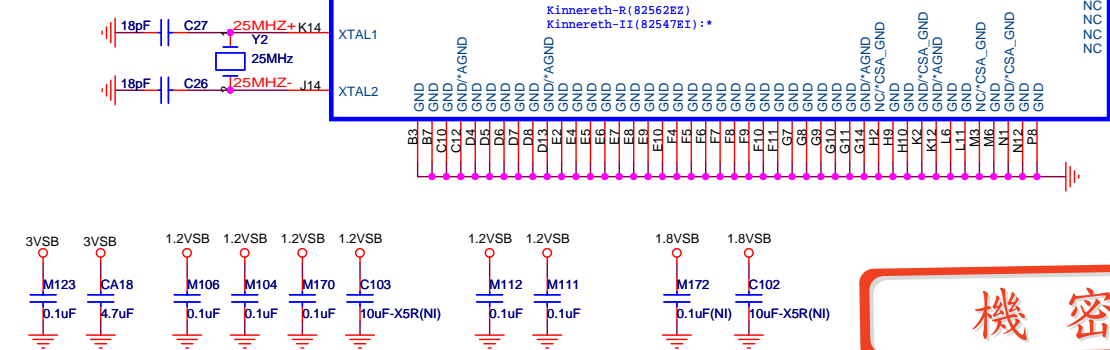 Kinnereth-R(82562EZ)
Kinnereth-II(82547EI):*
NC
NC
NC
NC
18pF C27 25MHZ+ K14 XTAL1
1
Y2
25MHz
2
18pF C26 25MHZ- J14 XTAL2
GND GND GND GND/*AGND GND GND GND GND GND GND/*AGND GND GND GND GND GND GND GND GND GND GND GND GND GND GND GND GND GND GND GND GND GND GND/*AGND NC/*CSA_GND GND GND NC/*CSA_GND GND/*AGND GND GND NC/*CSA_GND GND NC/*CSA_GND GND GND
B3 B7 C10 C12 D4 D5 D6 D7 D8 D13 E2 E4 E5 E6 E7 E8 E9 E10 F4 F5 F6 F7 F8 F9 F10 F11 G7 G8 G9 G10 G11 G14 H2 H9 H10 K2 K12 L6 L11 M3 M6 N1 N12 P8
3VSB 3VSB 1.2VSB 1.2VSB 1.2VSB 1.2VSB 1.2VSB 1.2VSB 1.8VSB 1.8VSB
M123 CA18 M106 M104 M170 C103 M112 M111 M172 C102
0.1uF 4.7uF 0.1uF 0.1uF 0.1uF 10uF-X5R(NI) 0.1uF 0.1uF 0.1uF(NI) 10uF-X5R(NI)
機 密